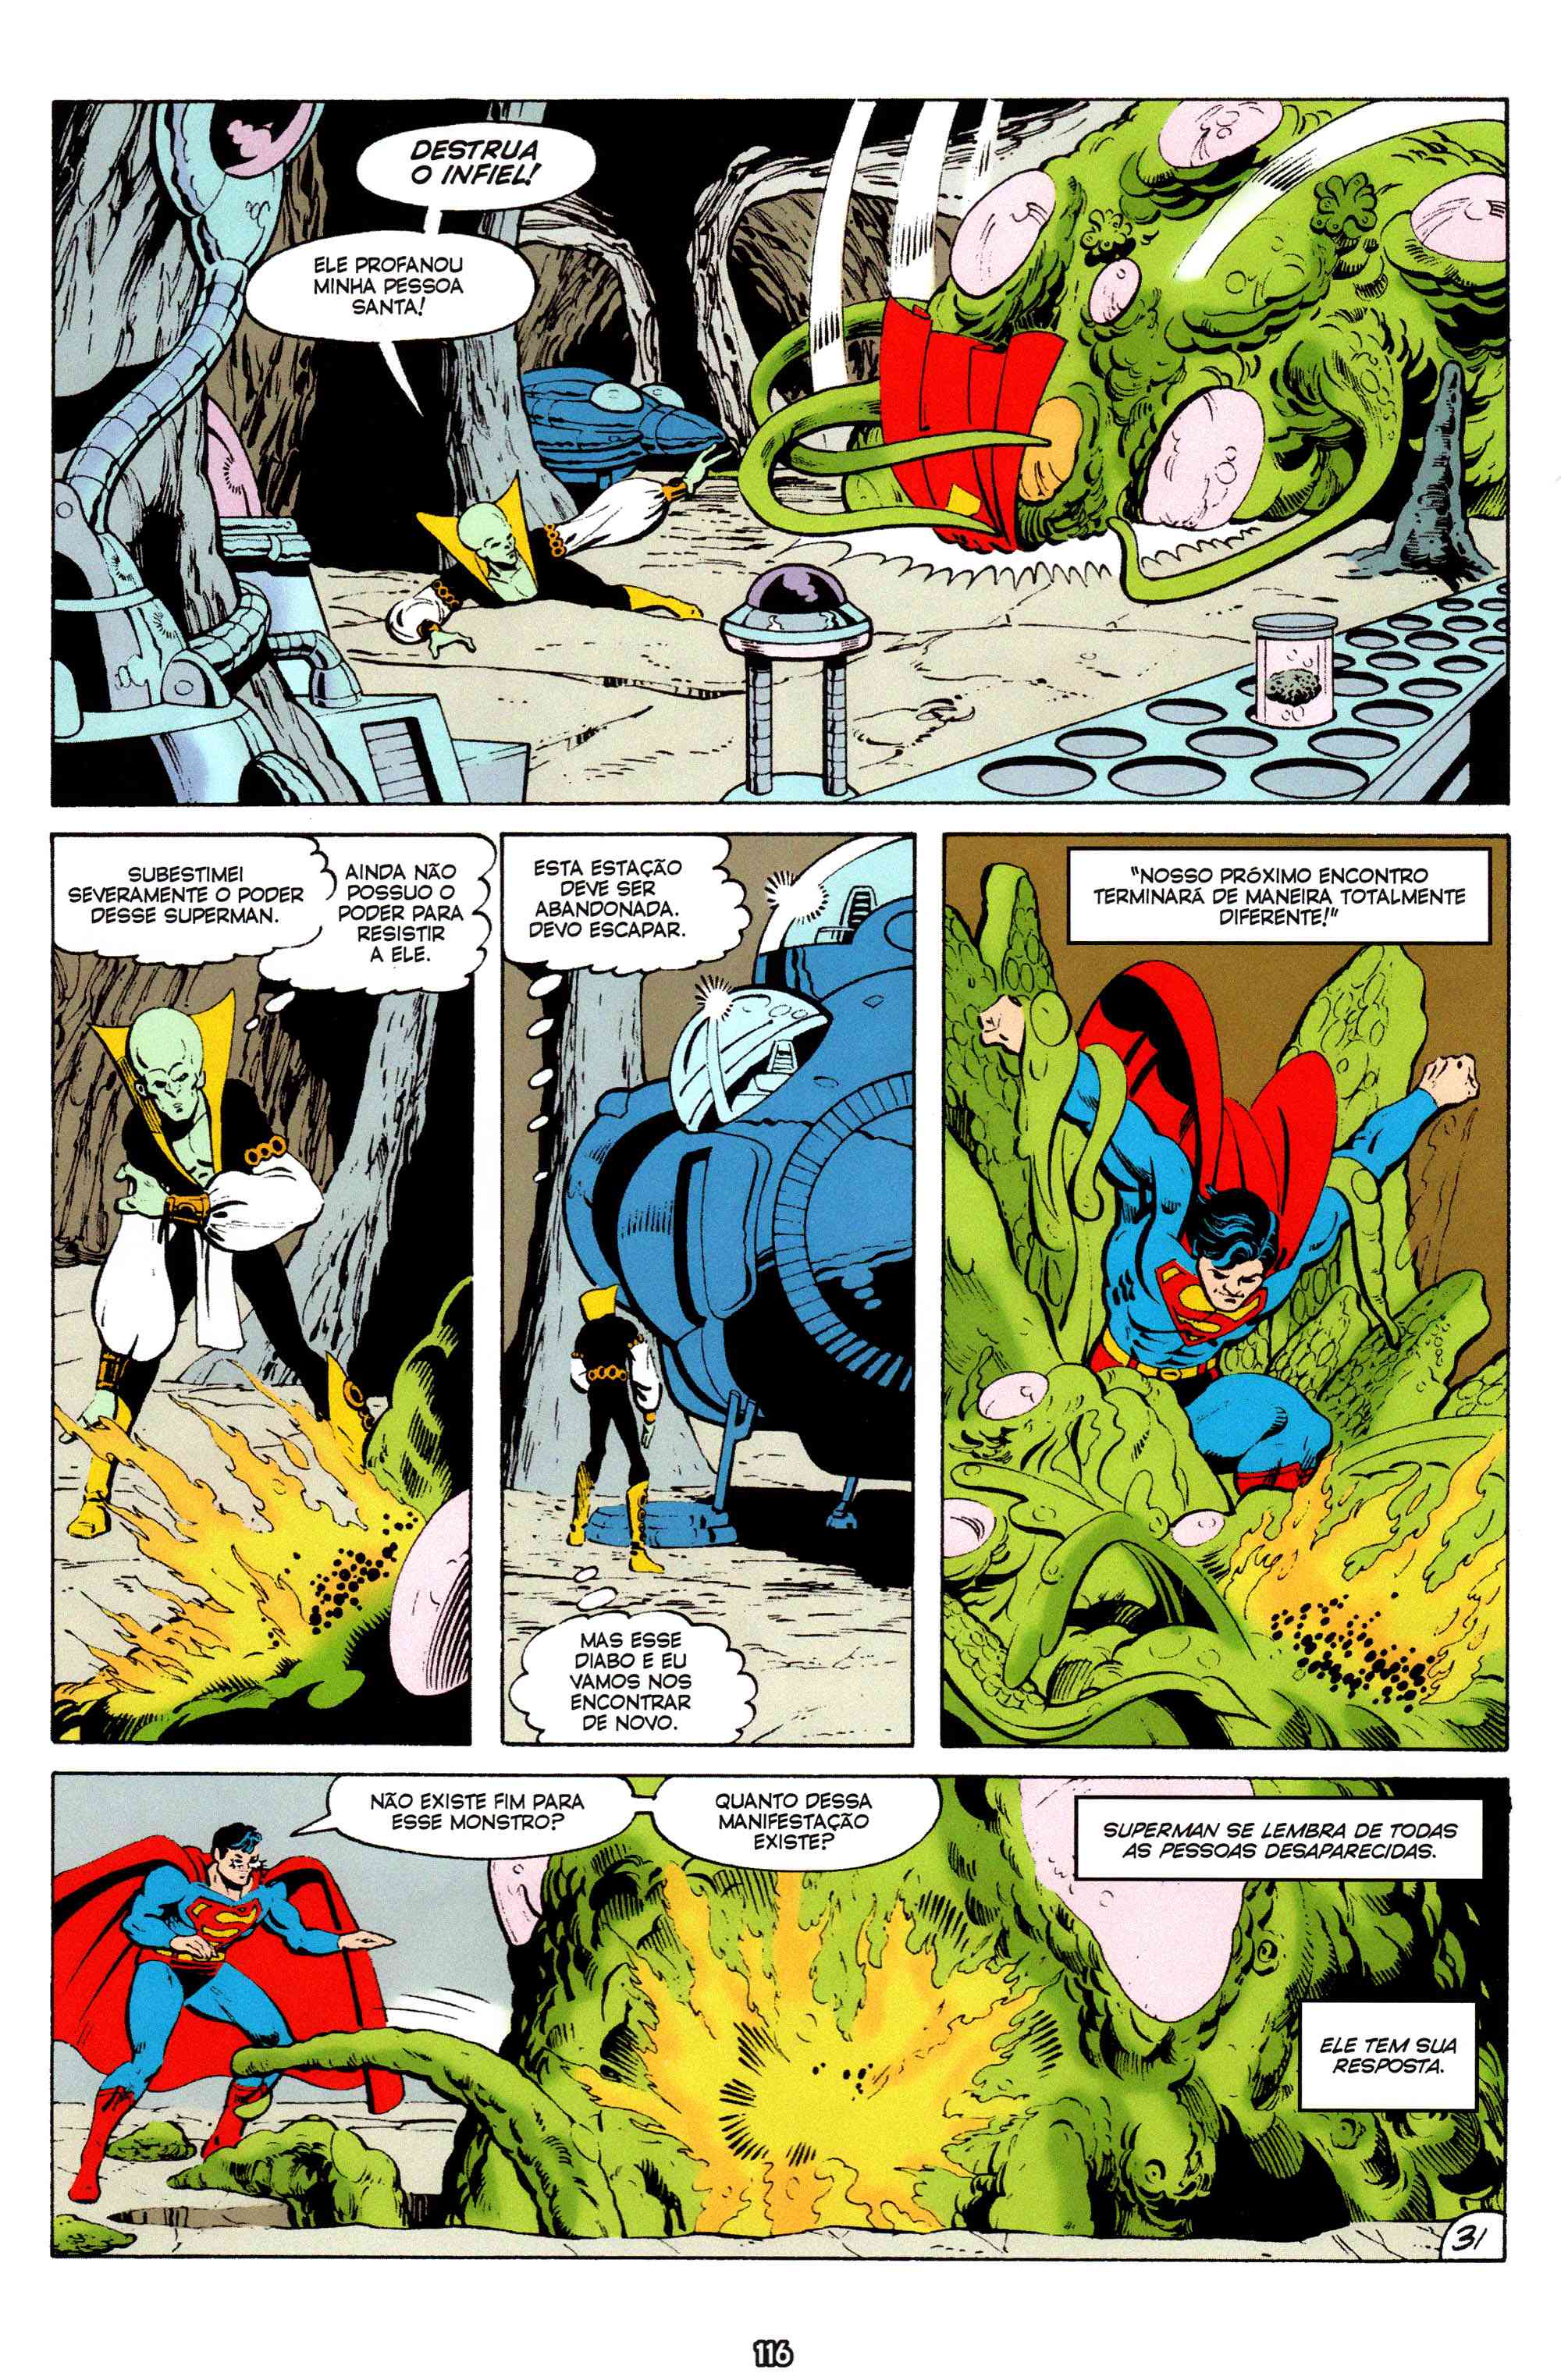 DESTRUA
O INFIEL!
ELE PROFANOU
MINHA PESSOA
SANTA!
SUBESTIMEI
SEVERAMENTE O PODER
DESSE SUPERMAN.
AINDA NÃO
POSSUO O
PODER PARA
RESISTIR
A ELE.
ESTA ESTAÇÃO
DEVE SER
ABANDONADA.
DEVO ESCAPAR.
MAS ESSE
DIABO E EU
VAMOS NOS
ENCONTRAR
DE NOVO.
"NOSSO PRÓXIMO ENCONTRO
TERMINARÁ DE MANEIRA TOTALMENTE
DIFERENTE!"
NÃO EXISTE FIM PARA
ESSE MONSTRO?
QUANTO DESSA
MANIFESTAÇÃO
EXISTE?
SUPERMAN SE LEMBRA DE TODAS
AS PESSOAS DESAPARECIDAS.
ELE TEM SUA
RESPOSTA.
31
116